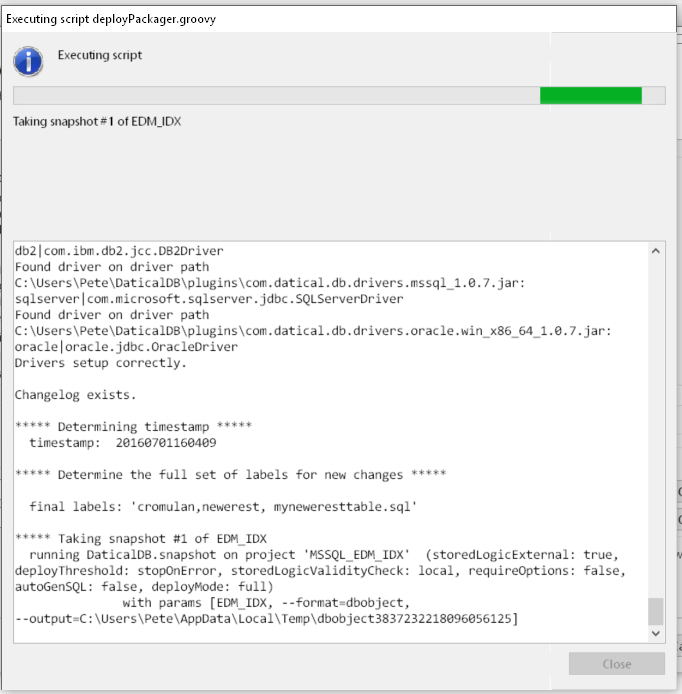 Executing script deployPackager.groovy
Executing script
Taking snapshot #1 of EDM_IDX
db2|com.ibm.db2.jcc.DB2Driver
Found driver on driver path
C:\Users\Pete\DaticalDB\plugins\com.datical.db.drivers.mssql_1.0.7.jar:
sqlserver|com.microsoft.sqlserver.jdbc.SQLServerDriver
Found driver on driver path
C:\Users\Pete\DaticalDB\plugins\com.datical.db.drivers.oracle.win_x86_64_1.0.7.jar:
oracle|oracle.jdbc.OracleDriver
Drivers setup correctly.
Changelog exists.
***** Determining timestamp *****
timestamp:  20160701160409
***** Determine the full set of labels for new changes *****
final labels: 'cromulan,newerest, myneweresttable.sql'
***** Taking snapshot #1 of EDM_IDX
running DaticalDB.snapshot on project 'MSSQL_EDM_IDX'  (storedLogicExternal: true,
deployThreshold: stopOnError, storedLogicValidityCheck: local, requireOptions: false,
autoGenSQL: false, deployMode: full)
with params [EDM_IDX, --format=dbobject,
--output=C:\Users\Pete\AppData\Local\Temp\dbobject3837232218096056125]
Close